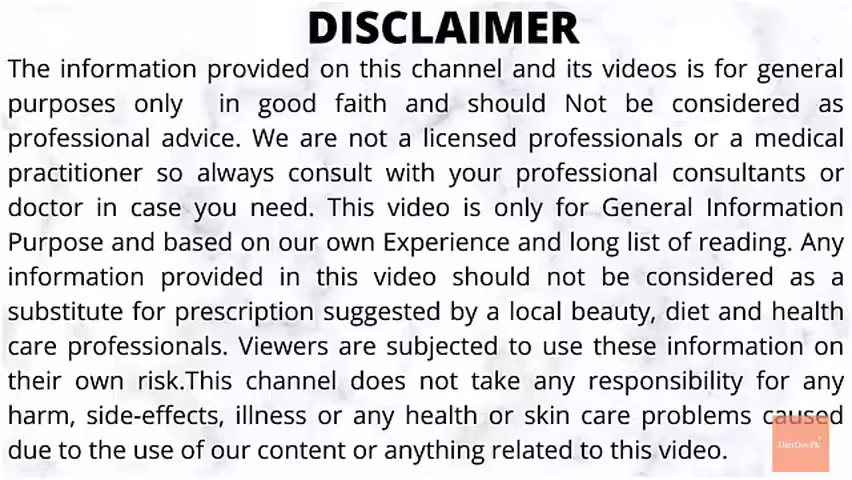 DISCLAIMER
The information provided on this channel and its videos is for general
purposes only in good faith and should Not be considered as
professional advice. We are not a licensed professionals or a medical
practitioner so always consult with your professional consultants or
doctor in case you need. This video is only for General Information
Purpose and based on our own Experience and long list of reading. Any
information provided in this video should not be considered as a
substitute for prescription suggested by a local beauty, diet and health
care professionals. Viewers are subjected to use these information on
their own risk.This channel does not take any responsibility for any
harm, side-effects, illness or any health or skin care problems caused
due to the use of our content or anything related to this video.
DietDocPk